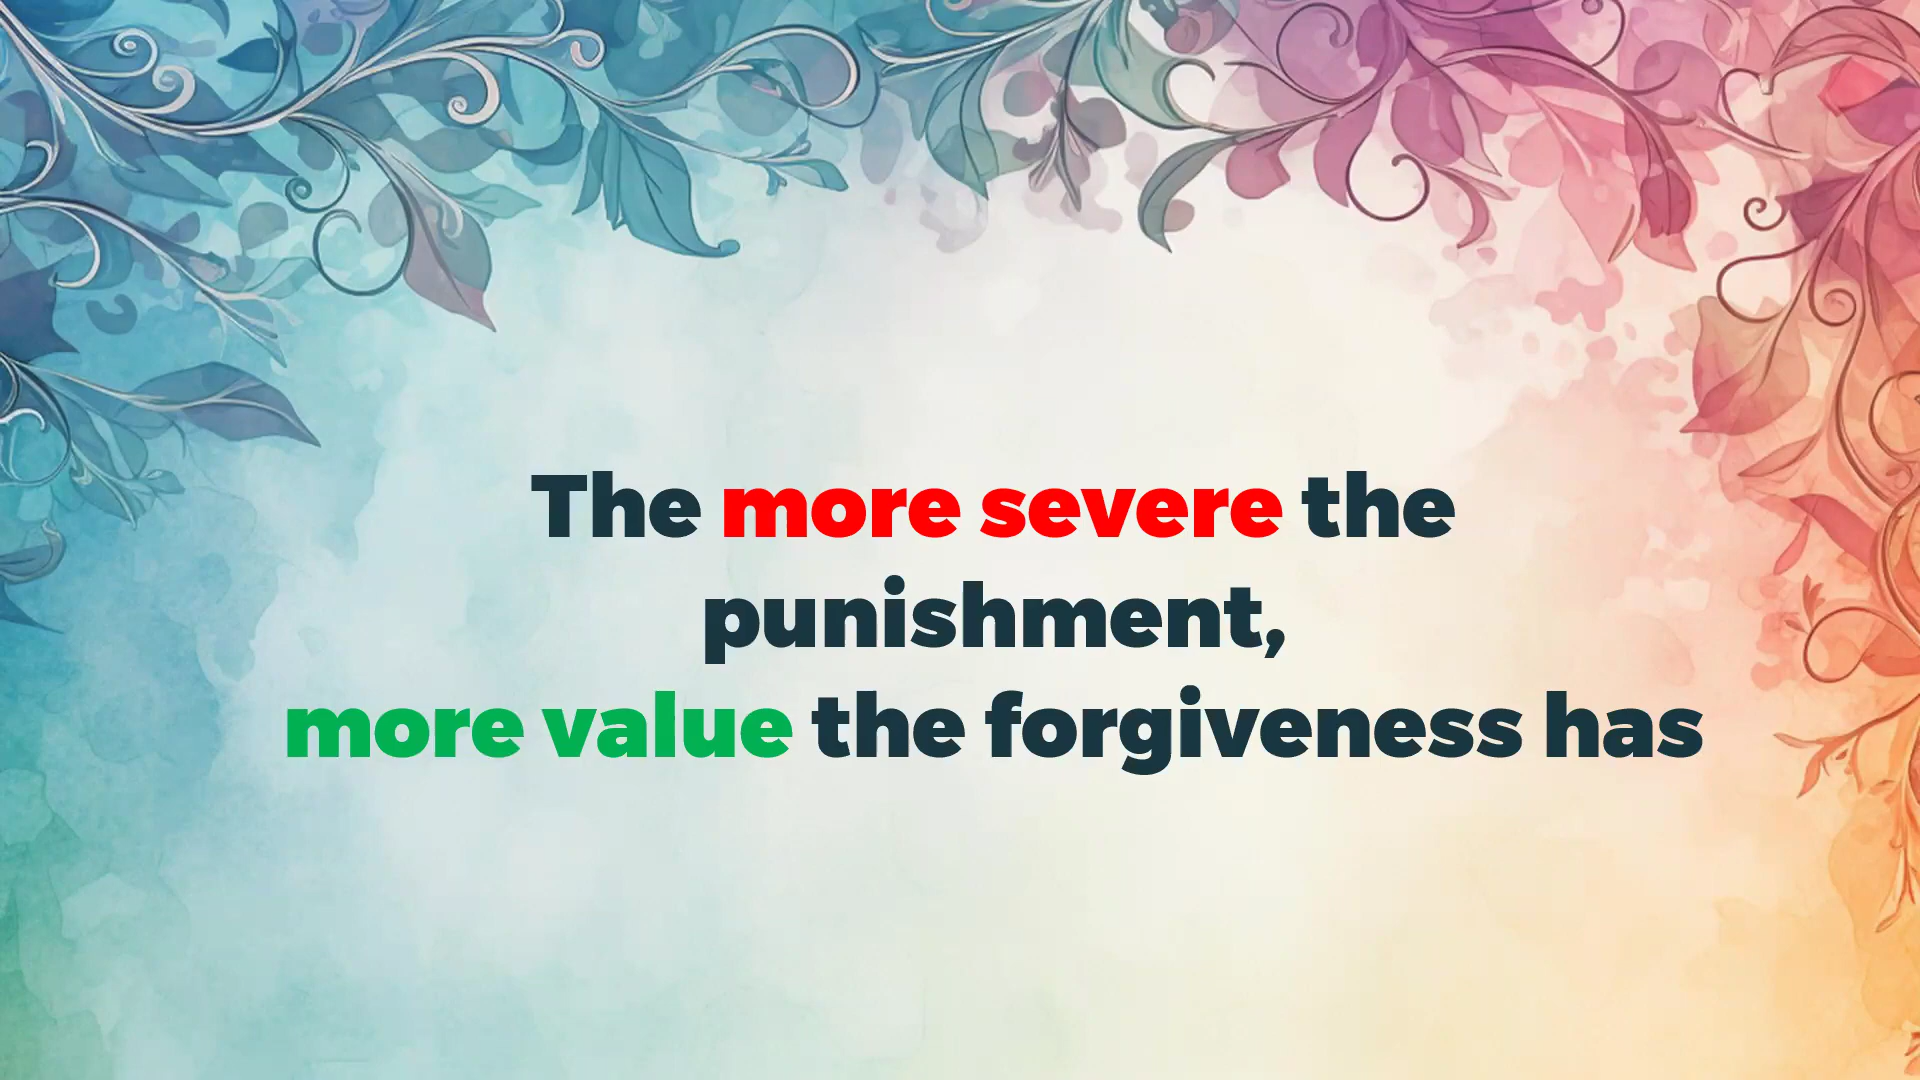 The more severe the
punishment,
more value the forgiveness has